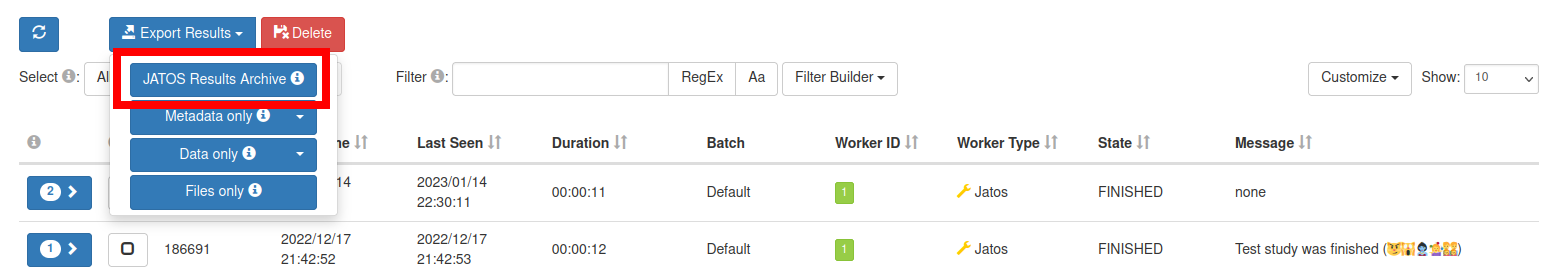 Export Results Delete
JATOS Results Archive
Select : Al
Filter : RegEx Aa Filter Builder
Customize Show: 10
Metadata only
Last Seen Duration Batch Worker ID Worker Type State Message
Data only
Files only
2 2023/01/14 22:30:11 00:00:11 Default 1 Jatos FINISHED none
1 186691 2022/12/17 21:42:52 2022/12/17 21:42:53 00:00:12 Default 1 Jatos FINISHED Test study was finished ()